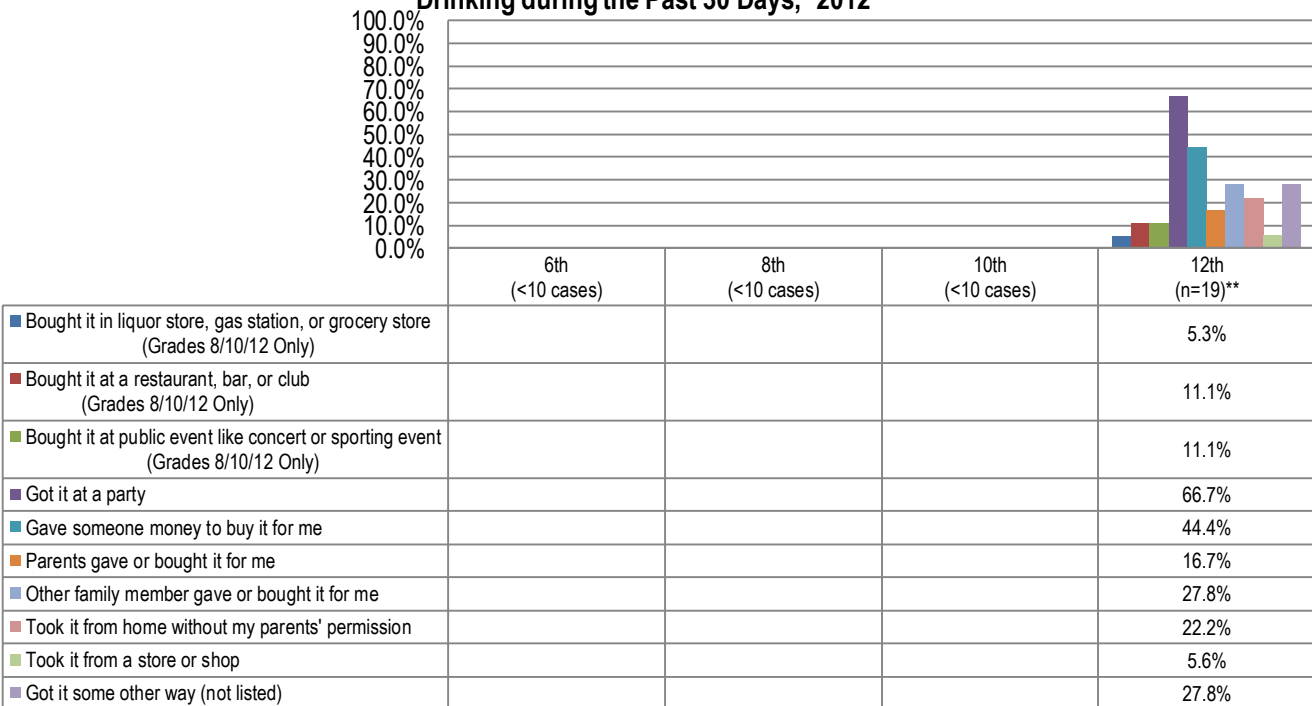 Drinking during the Past 30 Days,* 2012
100.0%
90.0%
80.0%
70.0%
60.0%
50.0%
40.0%
30.0%
20.0%
10.0%
0.0%
6th 8th 10th 12th
(<10 cases) (<10 cases) (<10 cases) (n=19)**
Bought it in liquor store, gas station, or grocery store
(Grades 8/10/12 Only) 5.3%
Bought it at a restaurant, bar, or club
(Grades 8/10/12 Only) 11.1%
Bought it at public event like concert or sporting event
(Grades 8/10/12 Only) 11.1%
Got it at a party 66.7%
Gave someone money to buy it for me 44.4%
Parents gave or bought it for me 16.7%
Other family member gave or bought it for me 27.8%
Took it from home without my parents' permission 22.2%
Took it from a store or shop 5.6%
Got it some other way (not listed) 27.8%